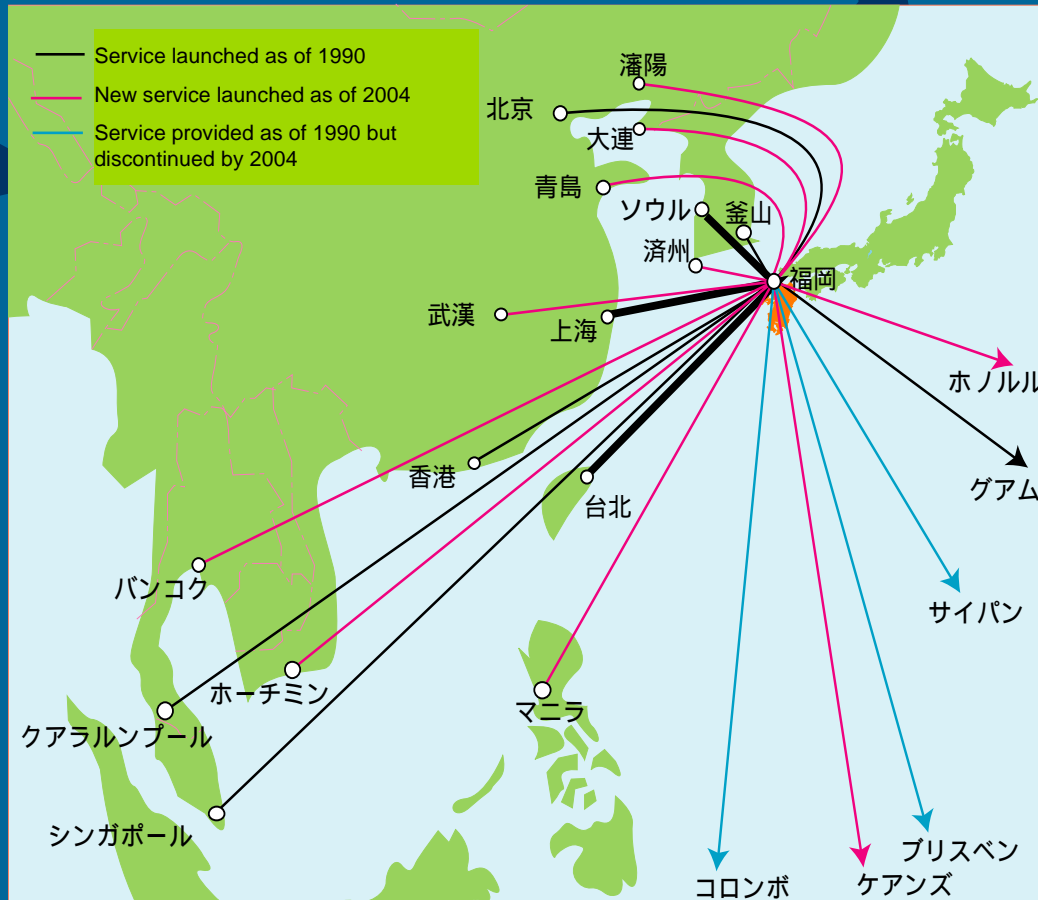 Service launched as of 1990
New service launched as of 2004
Service provided as of 1990 but
discontinued by 2004
瀋陽
北京
大連
青島
ソウル
釜山
済州
福岡
武漢
上海
ホノルル
香港
台北
グアム
バンコク
サイパン
ホーチミン
マニラ
クアラルンプール
シンガポール
ブリスベン
コロンボ
ケアンズ